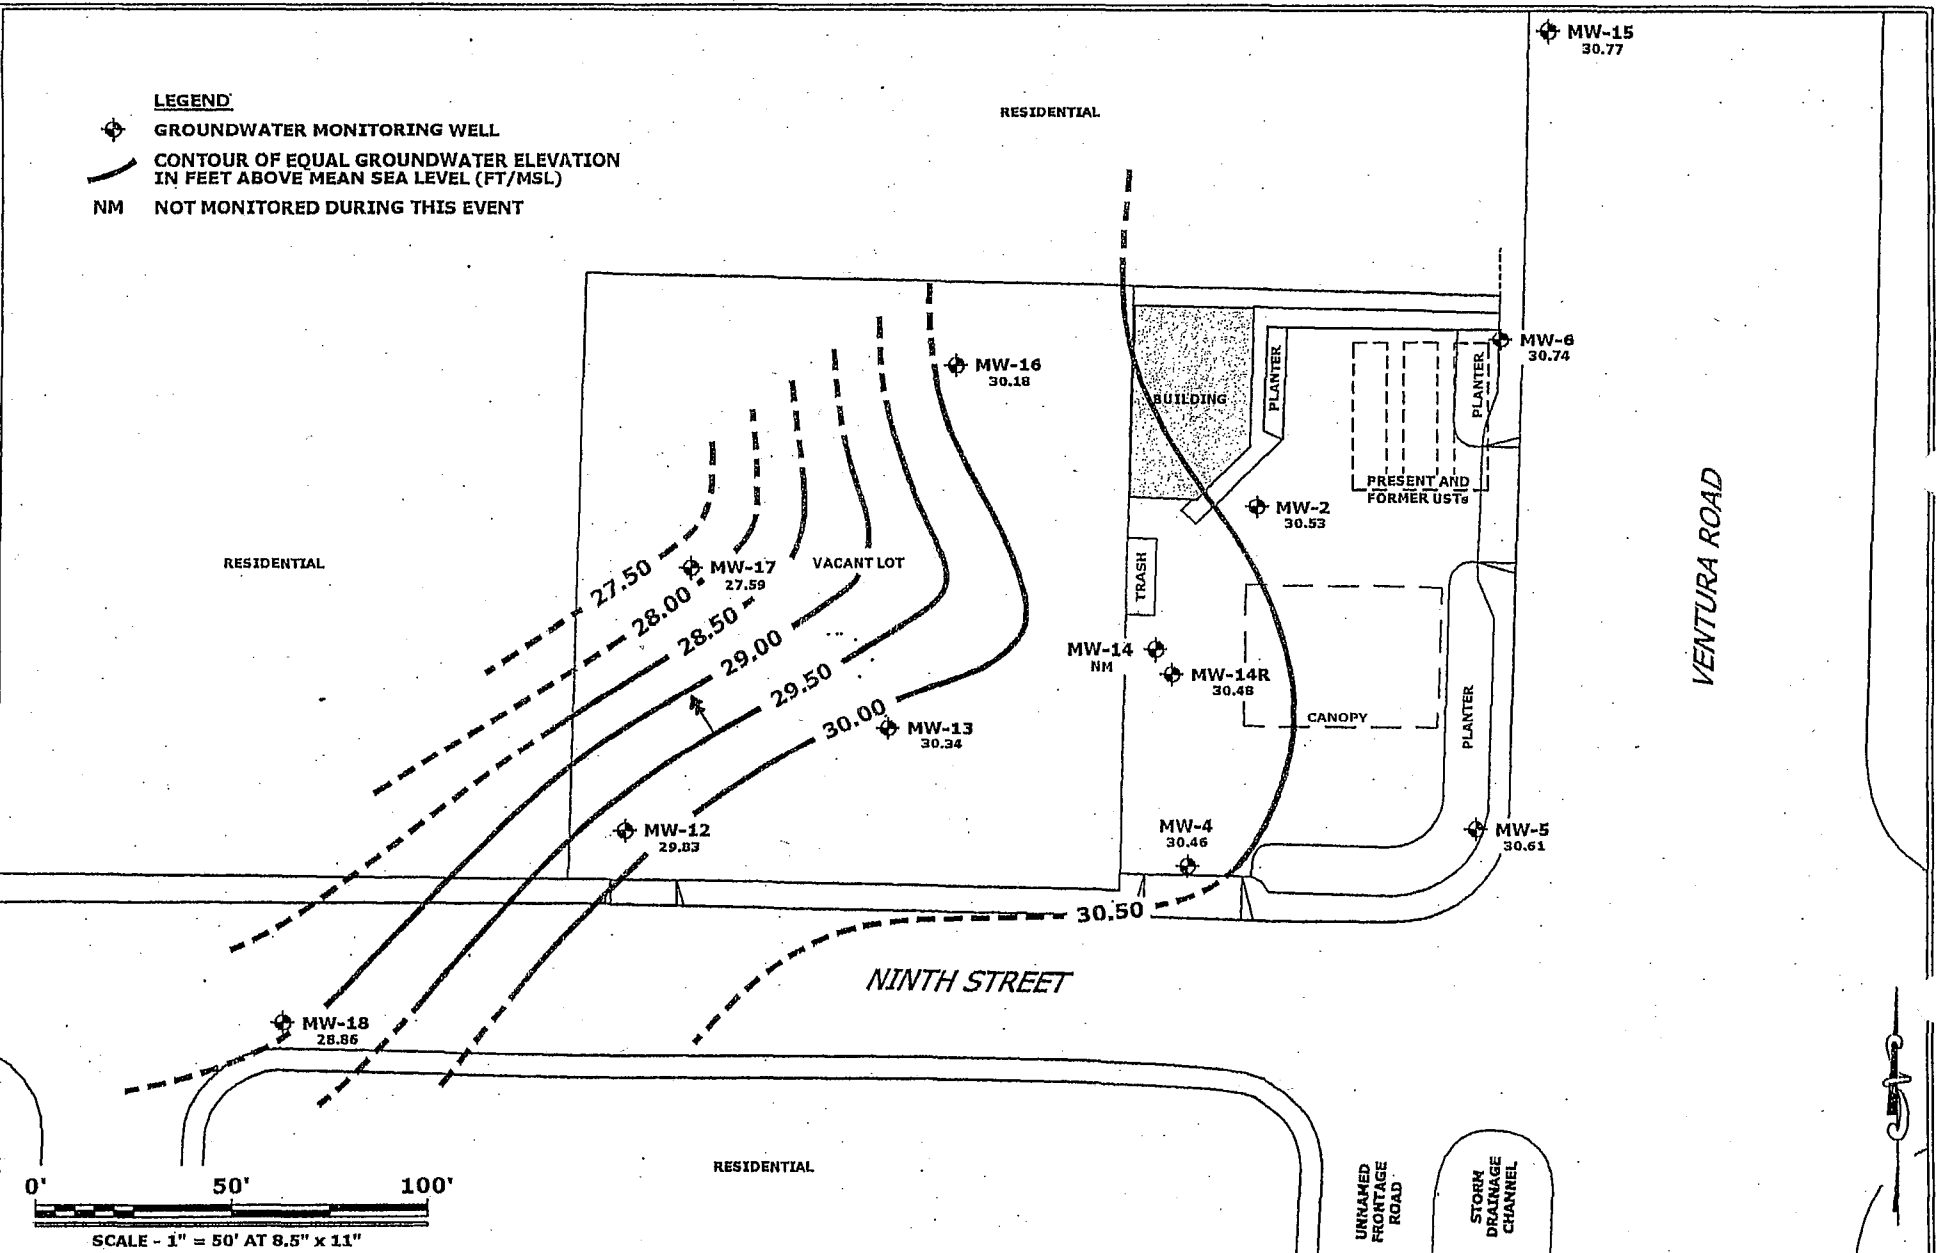 MW-15
30.77
LEGEND
GROUNDWATER MONITORING WELL
CONTOUR OF EQUAL GROUNDWATER ELEVATION
IN FEET ABOVE MEAN SEA LEVEL (FT/MSL)
NM NOT MONITORED DURING THIS EVENT
RESIDENTIAL
MW-16
30.18
MW-6
30.74
PLANTER
PLANTER
BUILDING
PRESENT AND
FORMER USTs
MW-2
30.53
RESIDENTIAL
VACANT LOT
MW-17
27.59
TRASH
VENTURA ROAD
27.50
28.00
28.50
29.00
29.50
30.00
MW-14
NM
MW-14R
30.48
CANOPY
PLANTER
MW-13
30.34
MW-12
29.83
MW-4
30.46
MW-5
30.61
30.50
NINTH STREET
MW-18
28.86
RESIDENTIAL
UNNAMED
FRONTAGE
ROAD
STORM
DRAINAGE
CHANNEL
0' 50' 100'
SCALE - 1" = 50' AT 8.5" x 11"